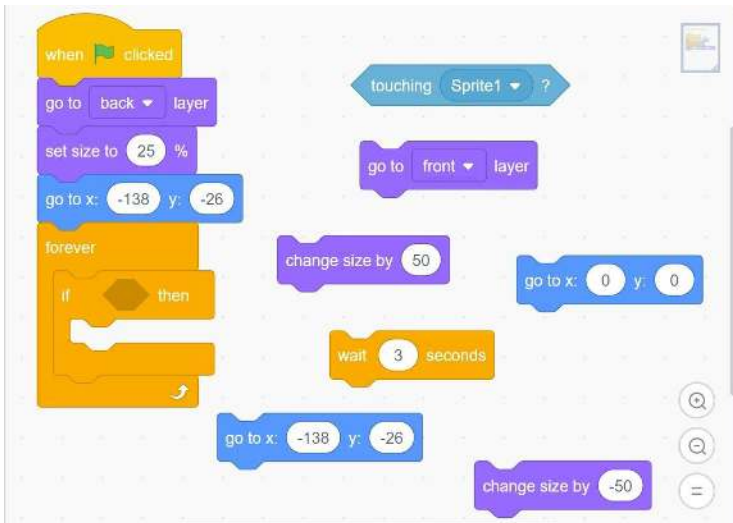 when clicked
go to back layer
set size to 25 %
go to x: -138 y: -26
forever
if then
touching Sprite1 ?
go to front layer
change size by 50
go to x: 0 y: 0
wait 3 seconds
go to x: -138 y: -26
change size by -50